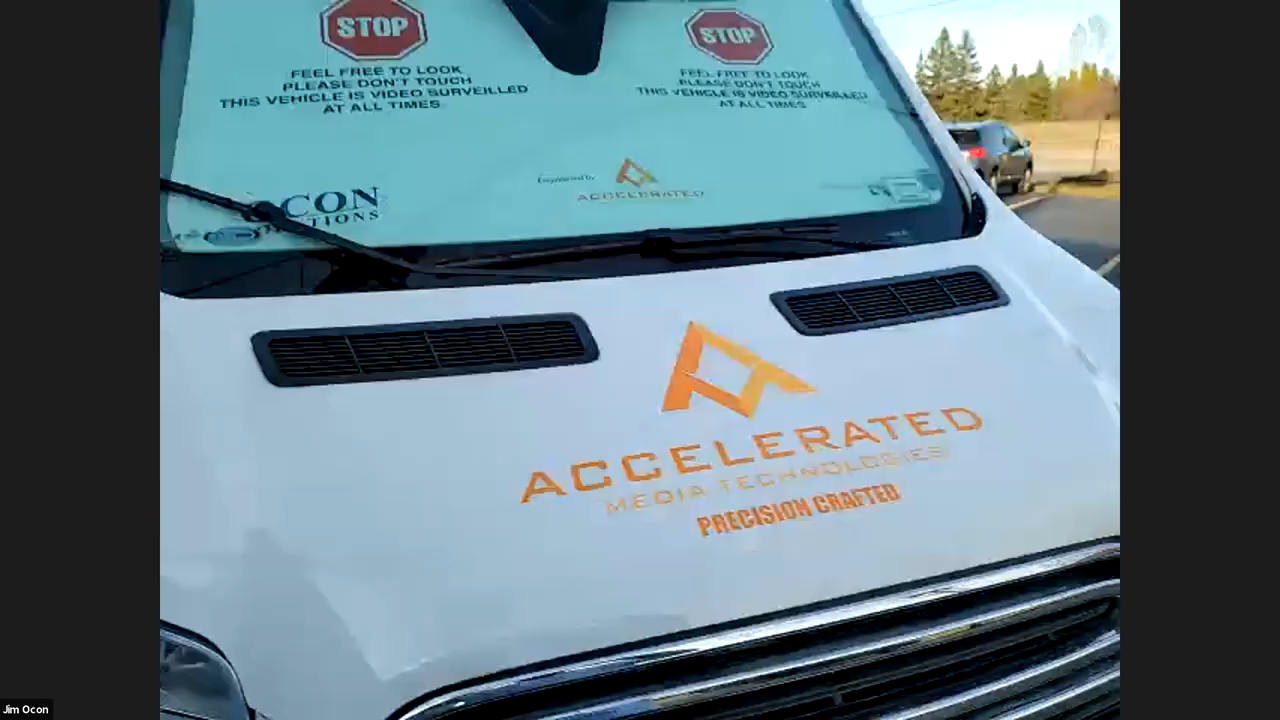 STOP
FEEL FREE TO LOOK
PLEASE DON'T TOUCH
THIS VEHICLE IS VIDEO SURVEILLED
AT ALL TIMES
STOP
FEEL FREE TO LOOK
PLEASE DON'T TOUCH
THIS VEHICLE IS VIDEO SURVEILLED
AT ALL TIMES
Engineered by
ACCELERATED
ACCELERATED
MEDIA TECHNOLOGIES
PRECISION CRAFTED
Jim Ocon